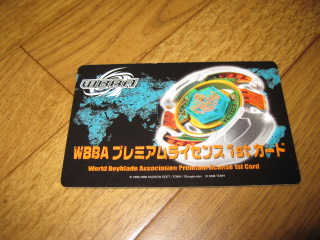 WBBA
WBBA プレミアムライセンス 1st カード
World Beyblade Association Premium License 1st Card